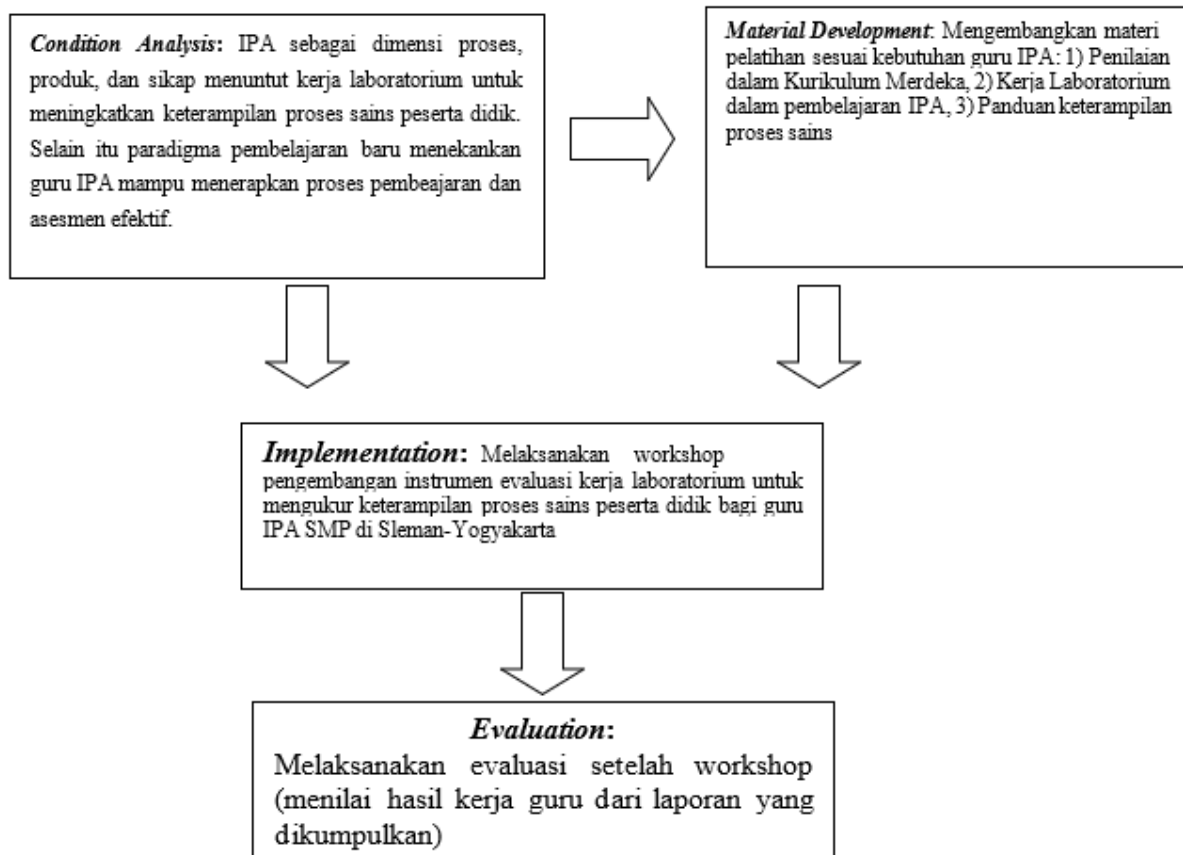 Condition Analysis: IPA sebagai dimensi proses,
produk, dan sikap menuntut kerja laboratorium untuk
meningkatkan keterampilan proses sains peserta didik.
Selain itu paradigma pembelajaran baru menekankan
guru IPA mampu menerapkan proses pembeajaran dan
asesmen efektif.
Material Development: Mengembangkan materi
pelatihan sesuai kebutuhan guru IPA: 1) Penilaian
dalam Kurikulum Merdeka, 2) Kerja Laboratorium
dalam pembelajaran IPA, 3) Panduan keterampilan
proses sains
Implementation: Melaksanakan workshop
pengembangan instrumen evaluasi kerja laboratorium untuk
mengukur keterampilan proses sains peserta didik bagi guru
IPA SMP di Sleman-Yogyakarta
Evaluation:
Melaksanakan evaluasi setelah workshop
(menilai hasil kerja guru dari laporan yang
dikumpulkan)